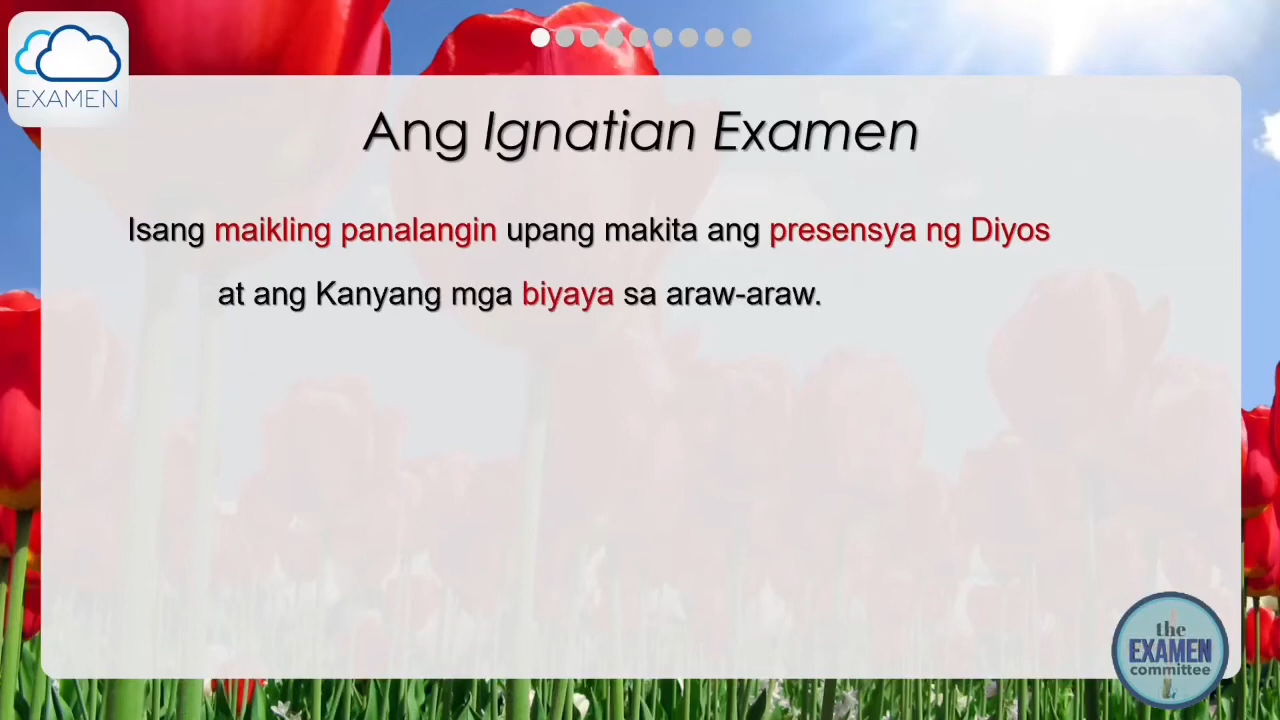 EXAMEN
Ang Ignatian Examen
Isang maikling panalangin upang makita ang presensya ng Diyos
at ang Kanyang mga biyaya sa araw-araw.
the
EXAMEN
committee